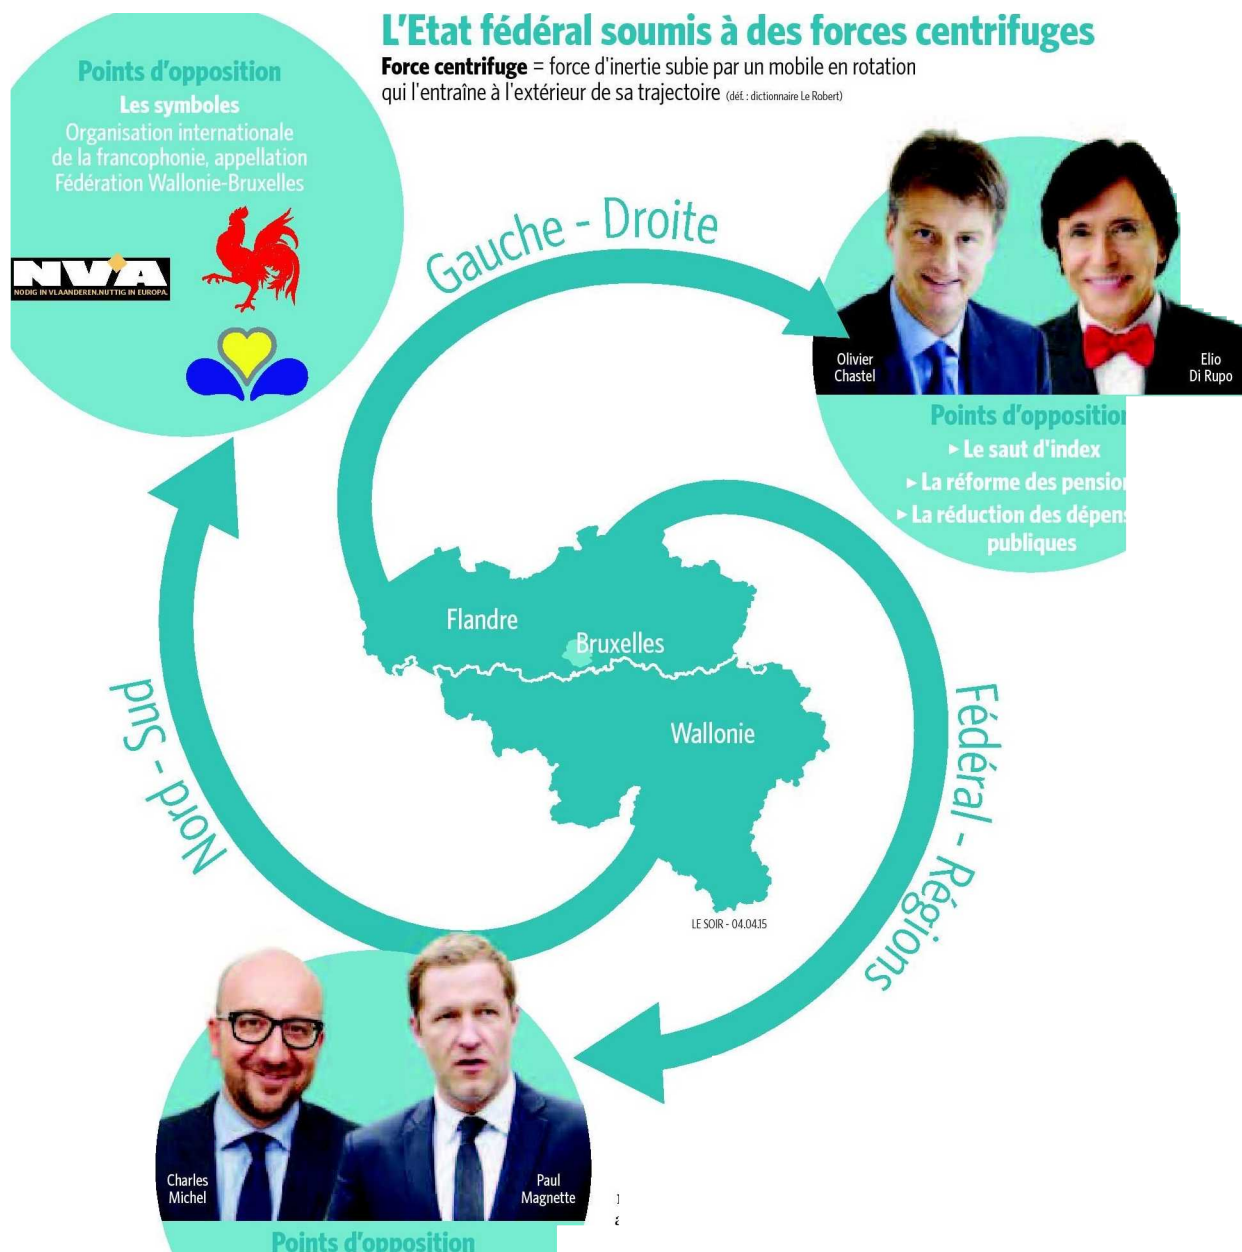 L'Etat fédéral soumis à des forces centrifuges
Force centrifuge = force d'inertie subie par un mobile en rotation
qui l'entraîne à l'extérieur de sa trajectoire (déf. : dictionnaire Le Robert)
Points d'opposition
Les symboles
Organisation internationale
de la francophonie, appellation
Fédération Wallonie-Bruxelles
N-VA
NODIG IN VLAANDEREN.NUTTIG IN EUROPA.
Gauche - Droite
Olivier
Chastel
Elio
Di Rupo
Points d'opposition
► Le saut d'index
► La réforme des pension
► La réduction des dépens
publiques
Flandre
Bruxelles
Wallonie
Nord - Sud
Fédéral - Régions
LE SOIR - 04.04.15
Charles
Michel
Paul
Magnette
Points d'opposition